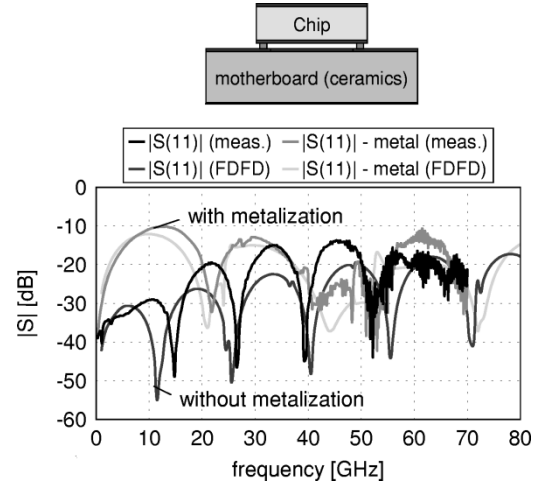 Chip
motherboard (ceramics)
|S(11)| (meas.) |S(11)| - metal (meas.)
|S(11)| (FDFD) |S(11)| - metal (FDFD)
0
-10
-20
-30
-40
-50
-60
|S| [dB]
with metalization
without metalization
0 10 20 30 40 50 60 70 80
frequency [GHz]